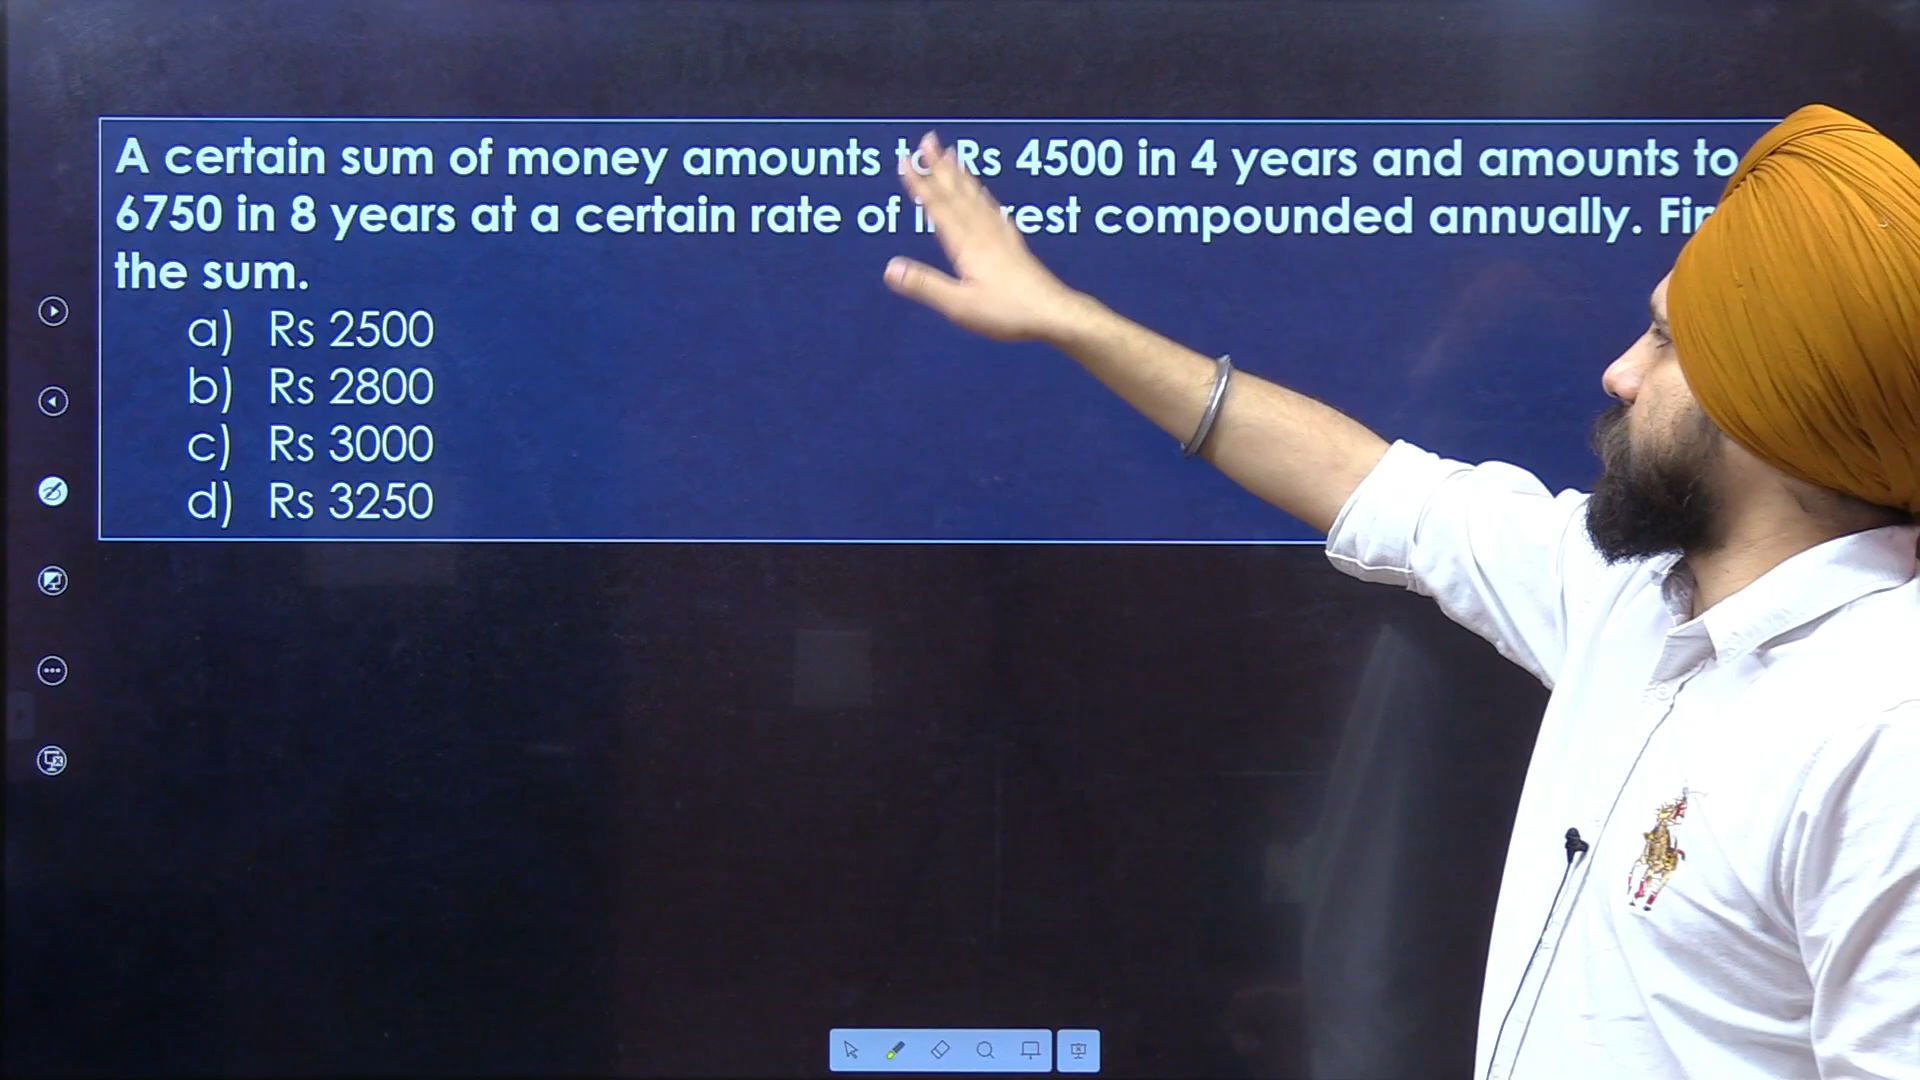 A certain sum of money amounts to Rs 4500 in 4 years and amounts to
6750 in 8 years at a certain rate of compounded annually.
the sum.
a) Rs 2500
b) Rs 2800
c) Rs 3000
d) Rs 3250